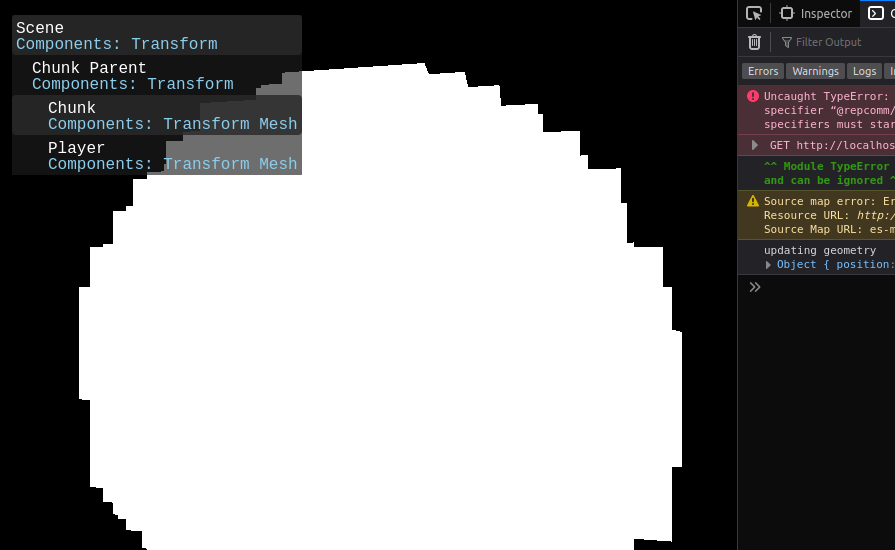 Scene
Components: Transform
Chunk Parent
Components: Transform
Chunk
Components: Transform Mesh
Player
Components: Transform Mesh
Inspector
Filter Output
Errors
Warnings
Logs
Uncaught TypeError:
specifier “@repcomm/
specifiers must star
GET http://localhos
^^ Module TypeError
and can be ignored ^
Source map error: Er
Resource URL: http:/
Source Map URL: es-m
updating geometry
Object { position: